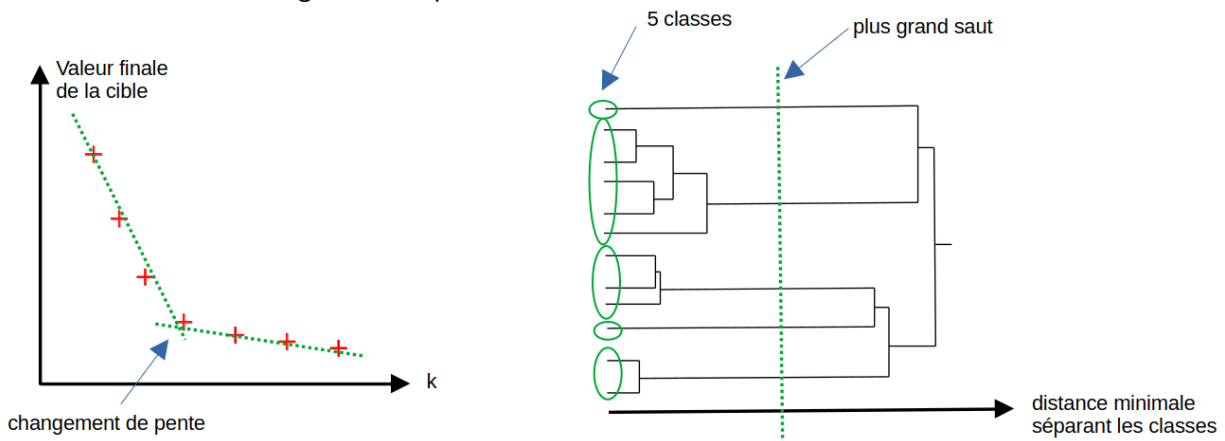 5 classes
plus grand saut
Valeur finale
de la cible
k
changement de pente
distance minimale
séparant les classes